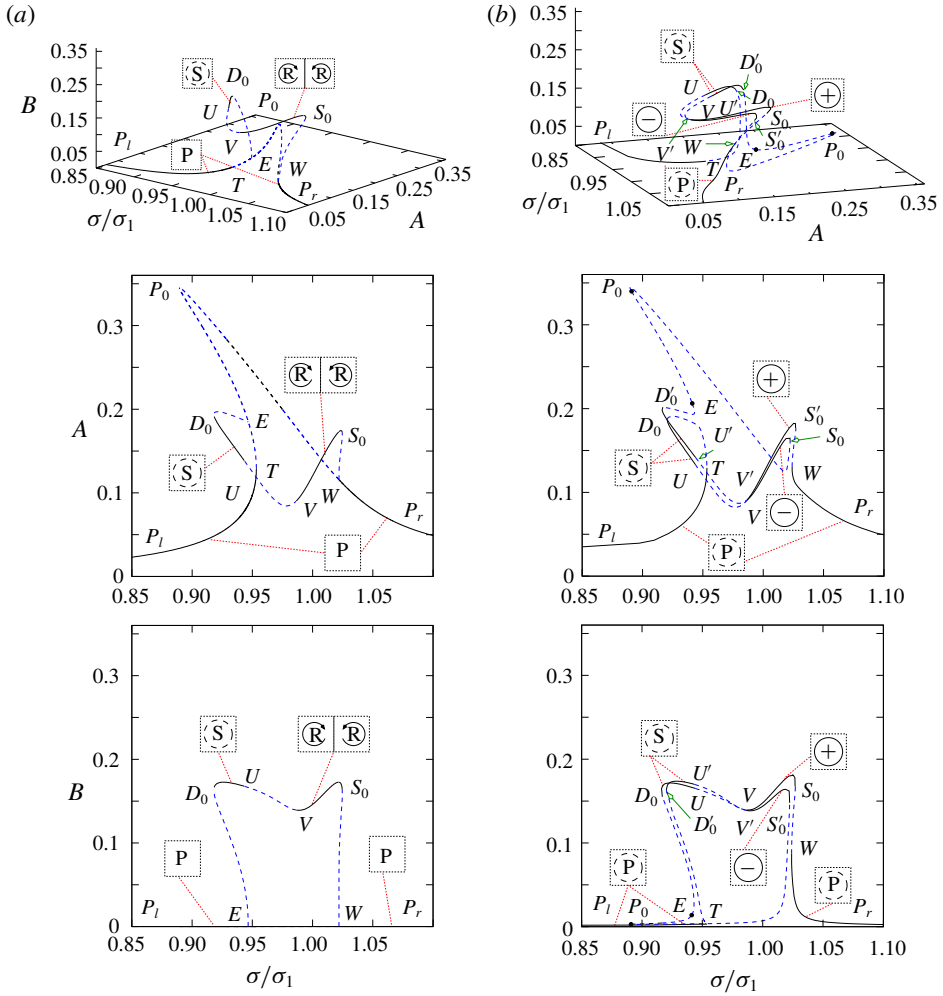 (a)
0.35
0.25
B
0.15
0.05
0.85
0.90
0.95
1.00
1.05
1.10
σ/σ1
0.05
0.15
0.25
0.35
A
S
D0
P0
R R
U
S0
Pl
V
E
W
P
T
Pr
(b)
0.35
0.25
0.15
0.05
0.85
0.95
1.05
σ/σ1
0.05
0.15
0.25
0.35
A
S
D′0
U
D0
+
−
V
U′
S0
Pl
V′
W
E
S′0
P0
T
P
Pr
P0
0.3
R R
A
0.2
D0
E
S0
S
T
U
V
W
0.1
Pr
Pl
P
0
0.85
0.90
0.95
1.00
1.05
P0
0.3
+
0.2
D′0
E
S′0
D0
U′
S0
S
T
V′
W
U
V
−
0.1
Pr
Pl
P
0
0.85
0.90
0.95
1.00
1.05
1.10
0.3
S
R R
0.2
B
U
D0
S0
V
0.1
P
P
Pl
E
W
Pr
0
0.85
0.90
0.95
1.00
1.05
σ/σ1
0.3
S
+
0.2
U′
D0
U
V
S0
D′0
V′
S′0
0.1
W
P
−
P
Pl
P0
E
T
Pr
0
0.85
0.90
0.95
1.00
1.05
1.10
σ/σ1